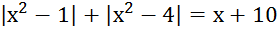 |x² − 1| + |x² − 4| = x + 10